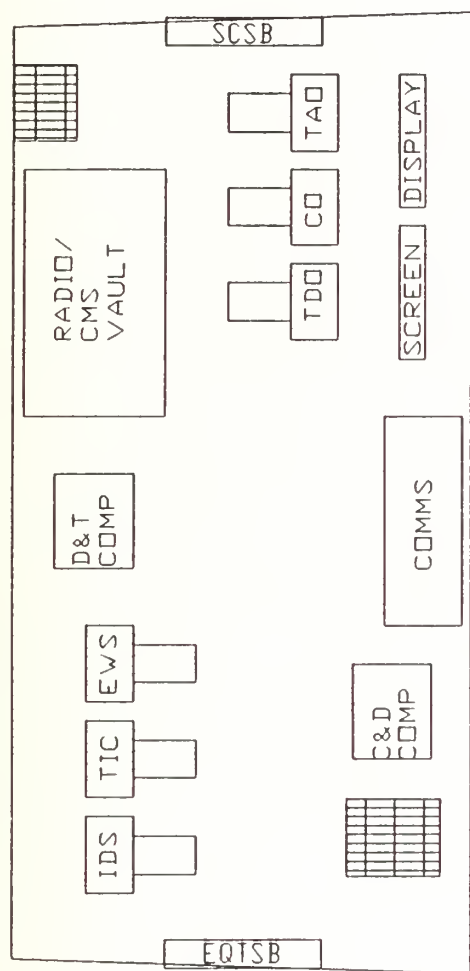 SCSB
RADIO/
CMS
VAULT
TAO
CO
TDO
DISPLAY
SCREEN
D&T
COMP
COMMS
EWS
TIC
IDS
C&D
COMP
EQTSB